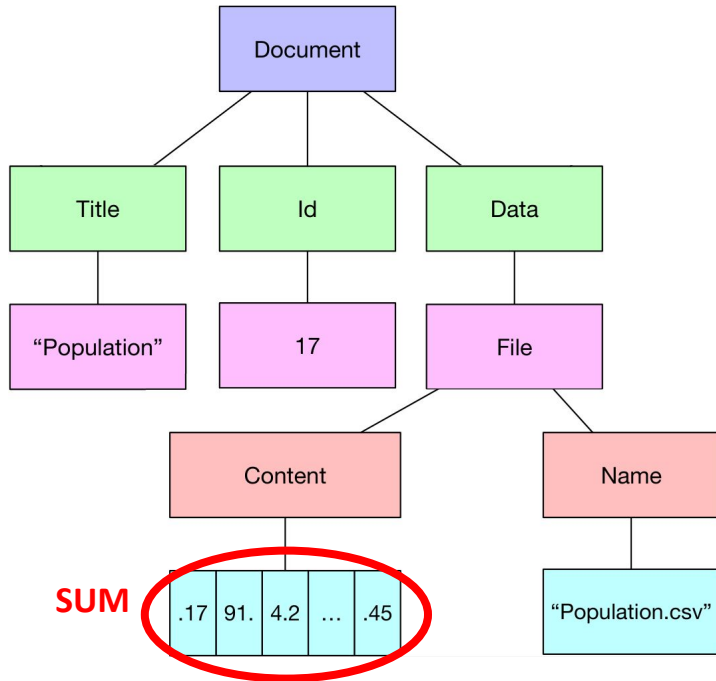 Document
Title
Id
Data
“Population”
17
File
Content
Name
SUM
.17 91. 4.2 ... .45
“Population.csv”